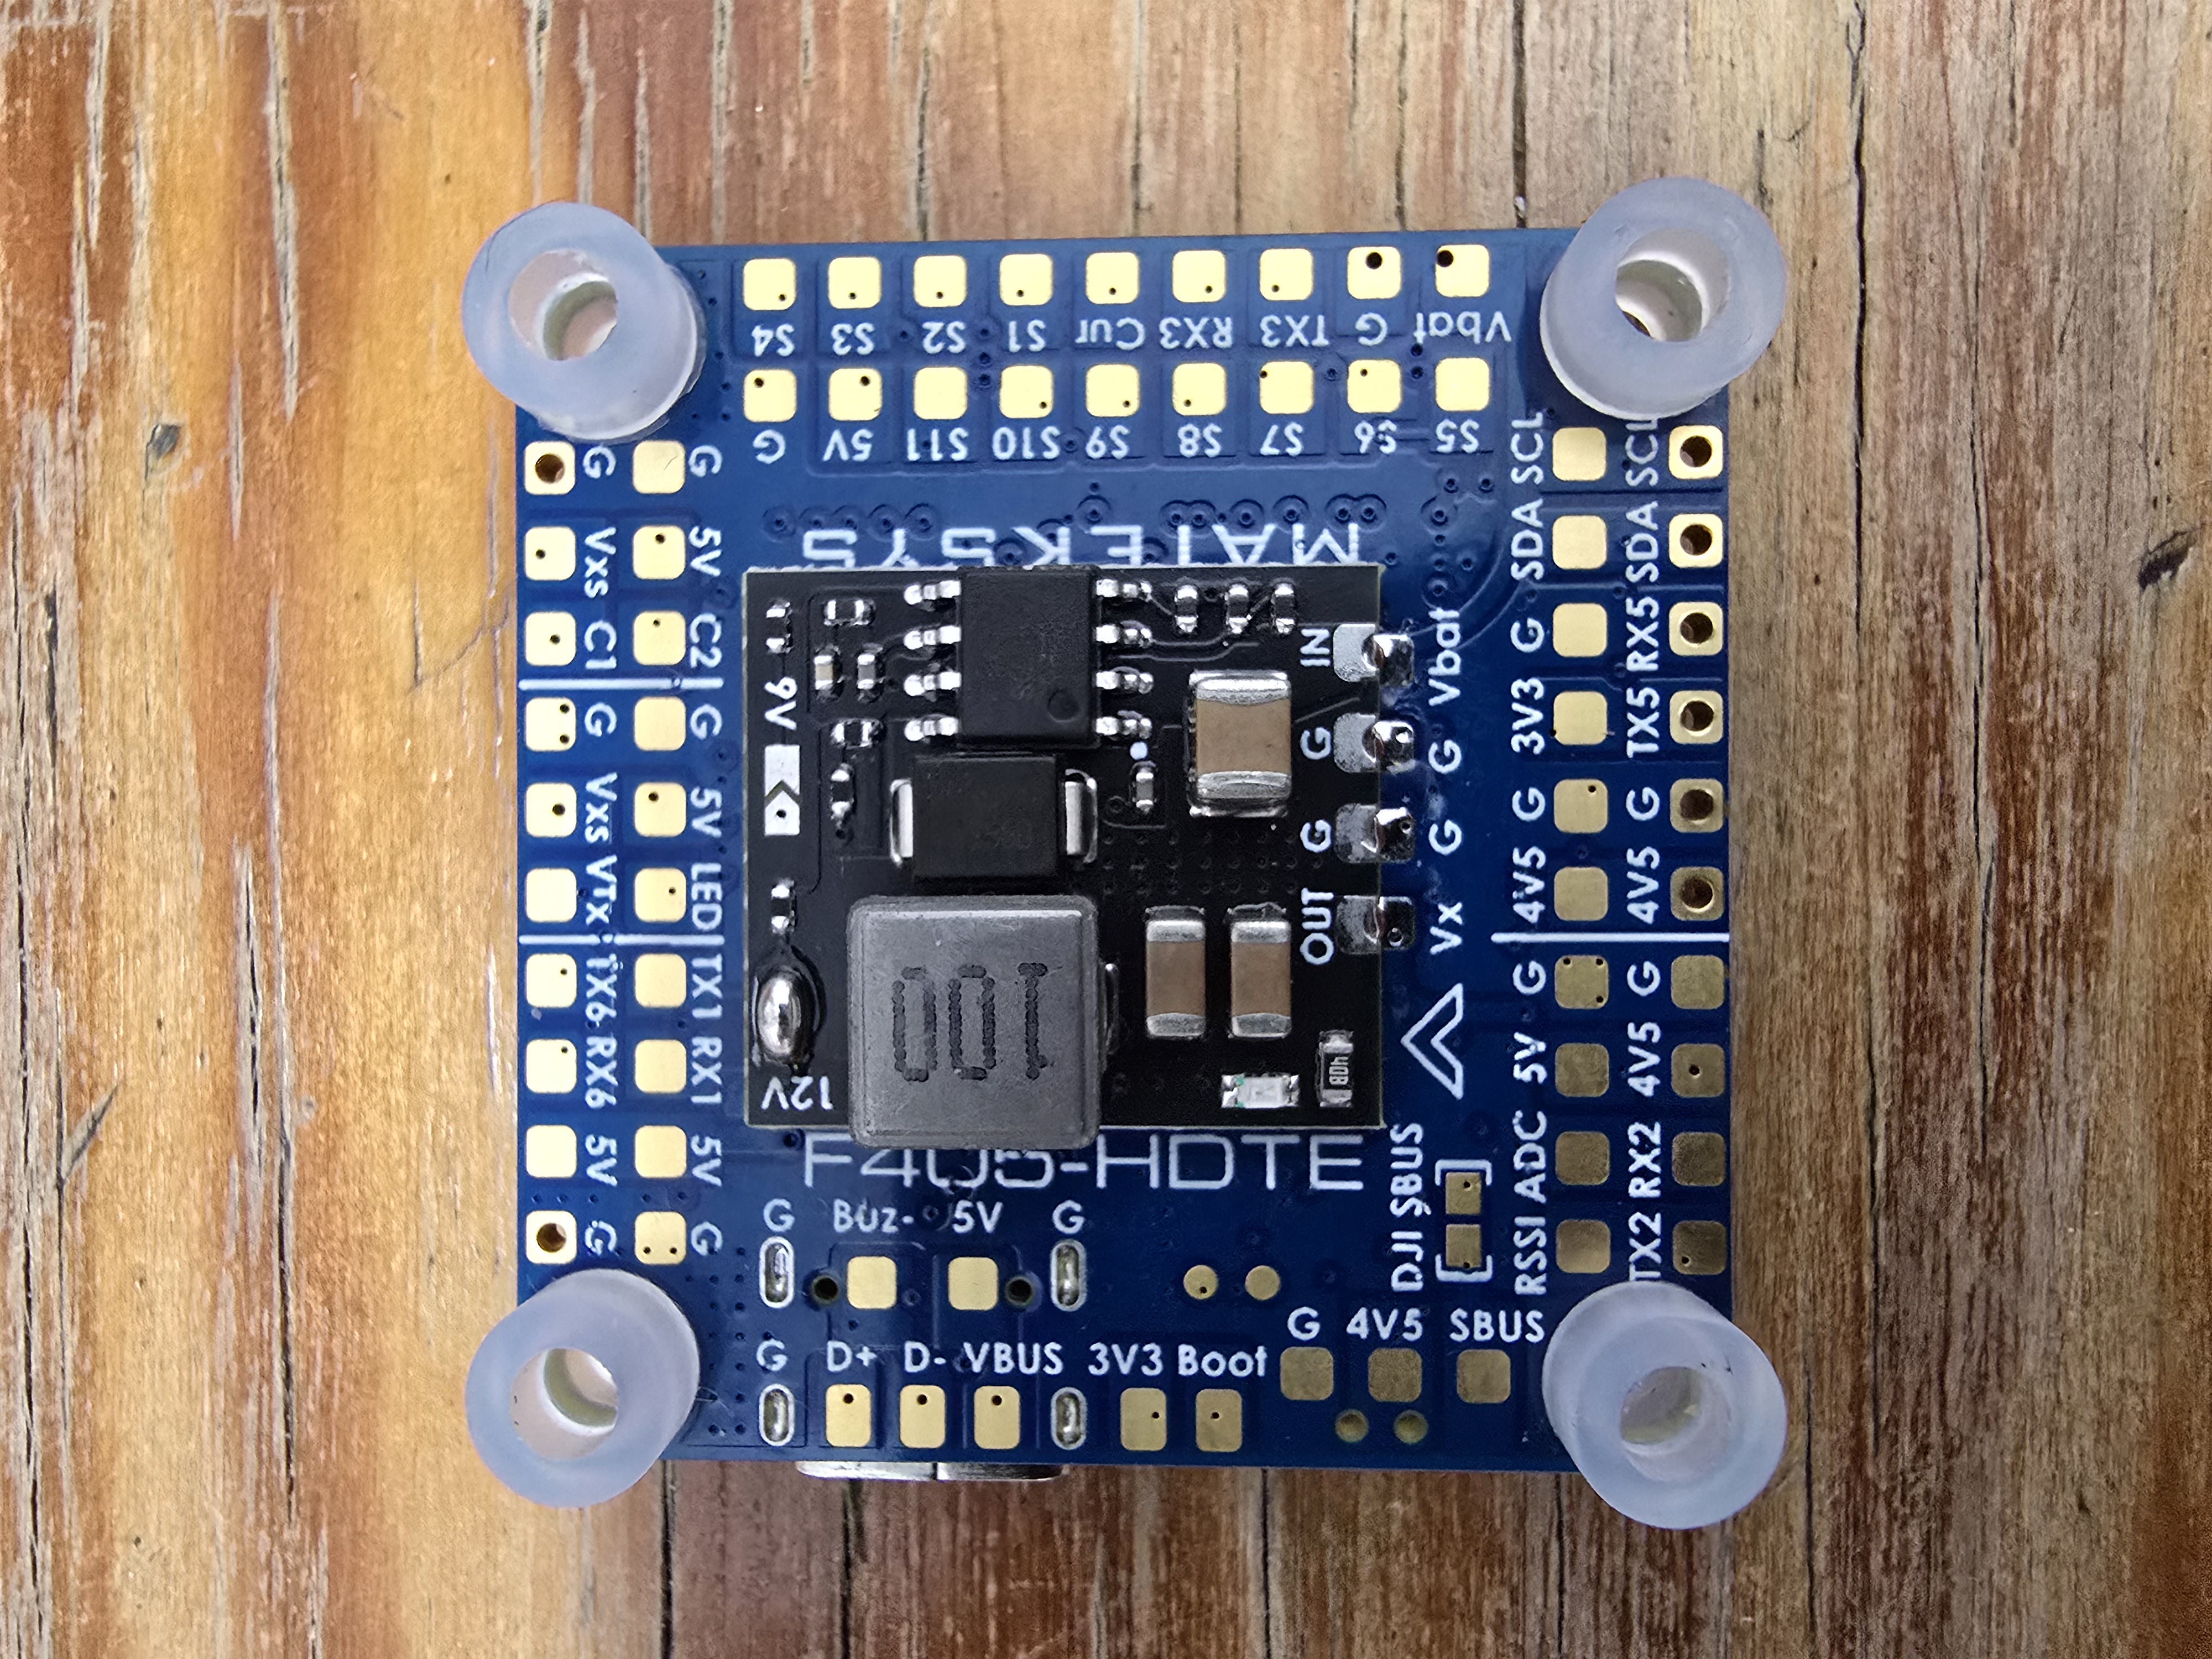 G 5V RX6 TX6 VTx Vxs G C1 Vxs G
G 5V RX1 TX1 LED 5V G C2 5V G
G D+ D- VBUS 3V3 Boot
G Buz- 5V G
G 4V5 SBUS
F405-HDTE
12V
9V
100
408
OUT G G IN
Vx G G Vbat
MATEKSYS
G 5V S11 S10 S9 S8 S7 S6 S5
S4 S3 S2 S1 Cur RX3 TX3 G Vbat
DJI SBUS
RSSI ADC 5V G 4V5 G 3V3 G SDA SCL
TX2 RX2 4V5 G 4V5 G TX5 RX5 SDA SCL